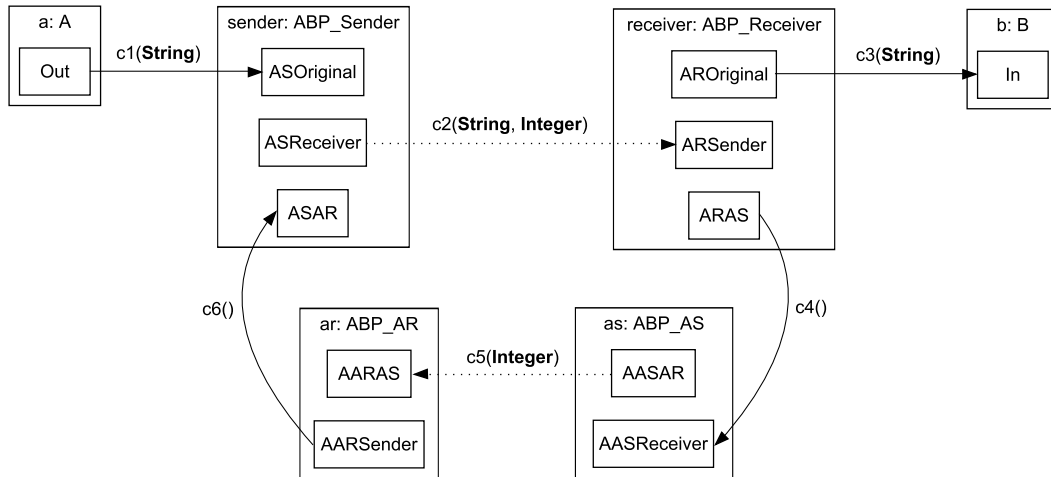 a: A
Out
c1(String)
sender: ABP_Sender
ASOriginal
ASReceiver
ASAR
c2(String, Integer)
receiver: ABP_Receiver
AROriginal
ARSender
ARAS
c3(String)
b: B
In
c6()
ar: ABP_AR
AARAS
AARSender
c5(Integer)
as: ABP_AS
AASAR
AASReceiver
c4()